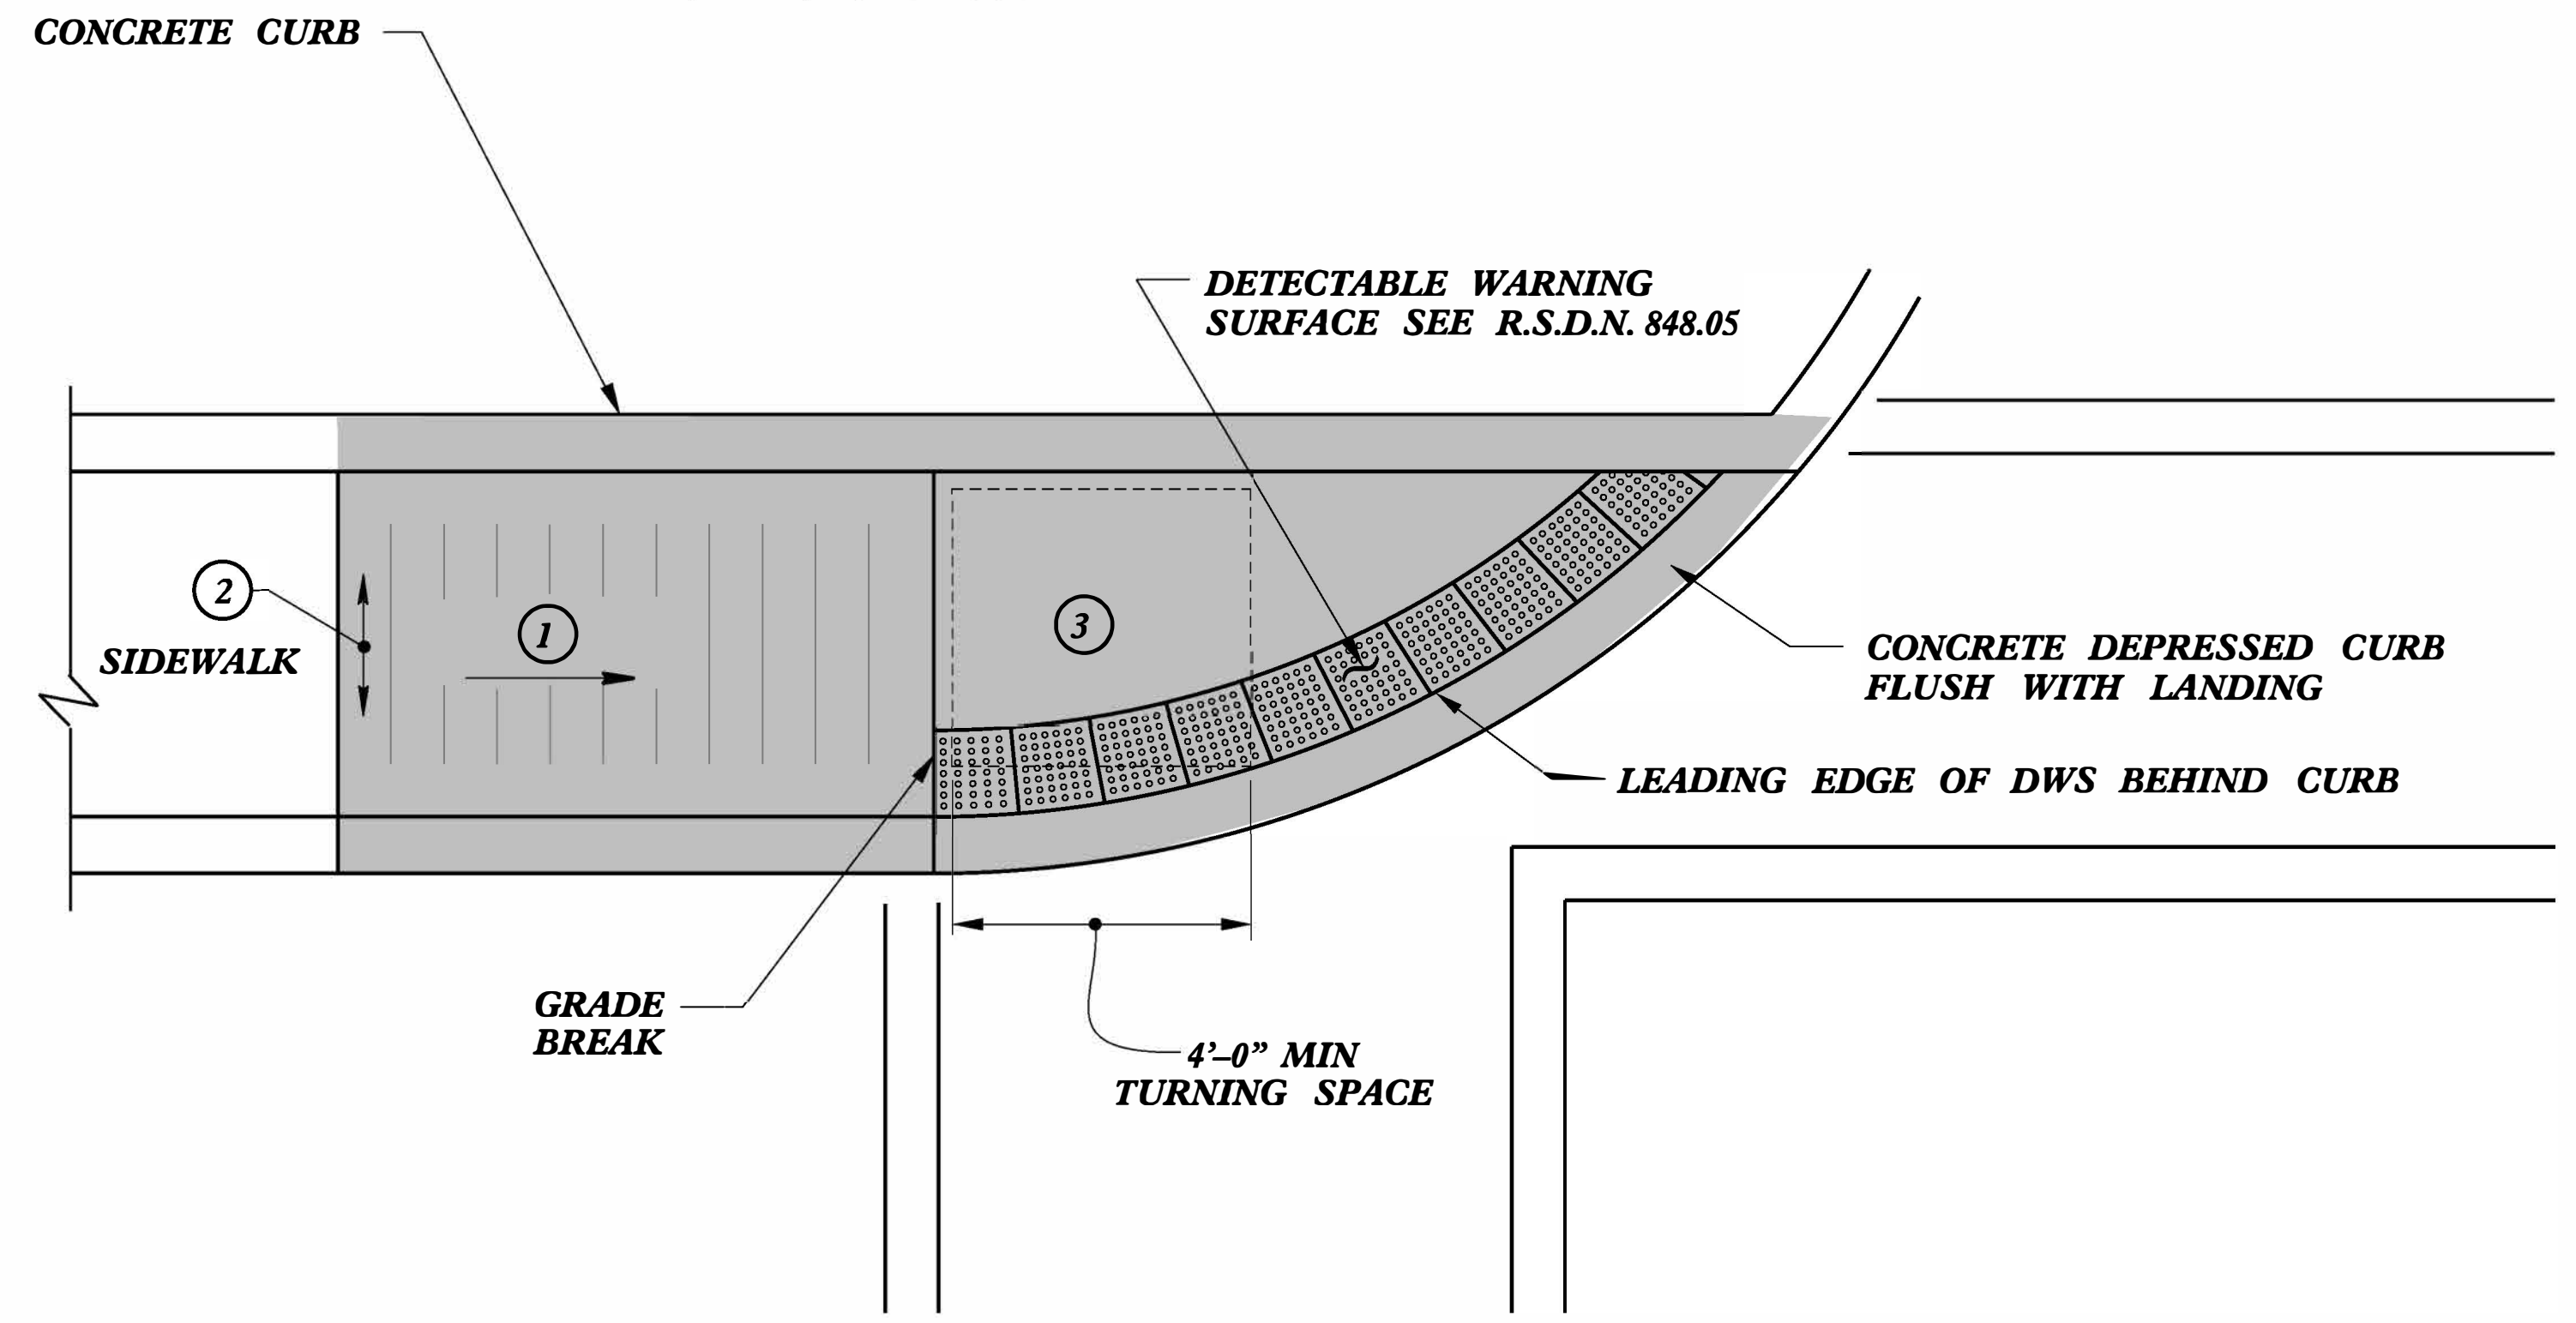 CONCRETE CURB
DETECTABLE WARNING
SURFACE SEE R.S.D.N. 848.05
2
SIDEWALK
1
3
CONCRETE DEPRESSED CURB
FLUSH WITH LANDING
LEADING EDGE OF DWS BEHIND CURB
GRADE
BREAK
4'–0" MIN
TURNING SPACE